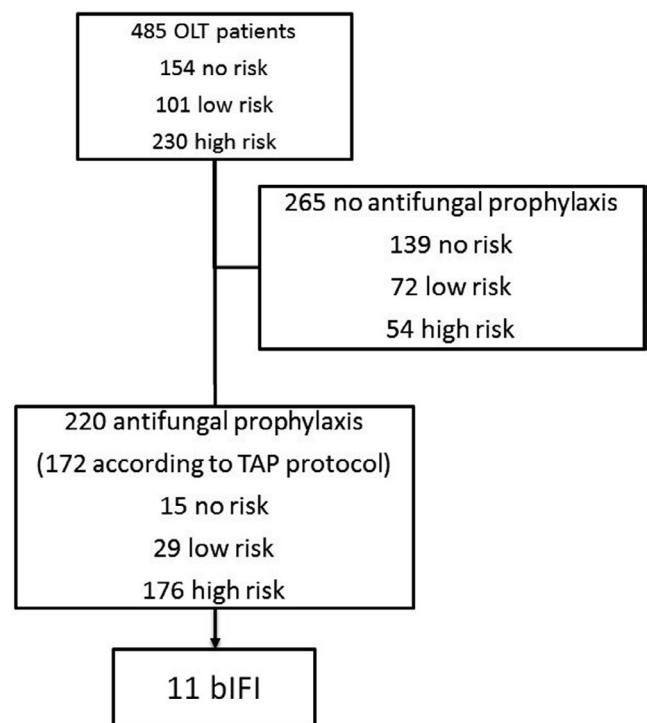 485 OLT patients
154 no risk
101 low risk
230 high risk
265 no antifungal prophylaxis
139 no risk
72 low risk
54 high risk
220 antifungal prophylaxis
(172 according to TAP protocol)
15 no risk
29 low risk
176 high risk
11 bIFI